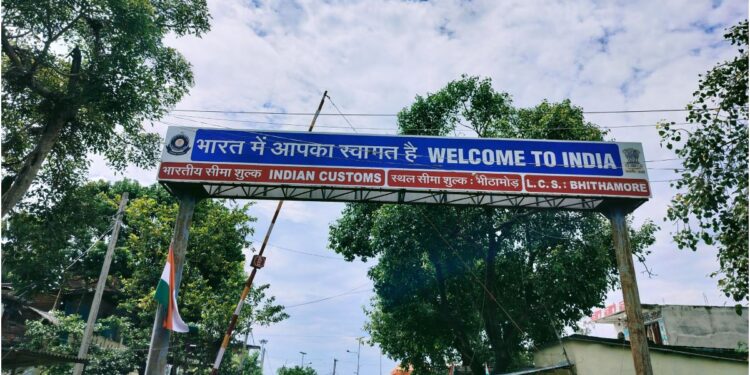 भारत में आपका स्वागत है WELCOME TO INDIA
भारतीय सीमा शुल्क INDIAN CUSTOMS स्थल सीमा शुल्क : भीठामोड़ L.C.S.: BHITHAMORE